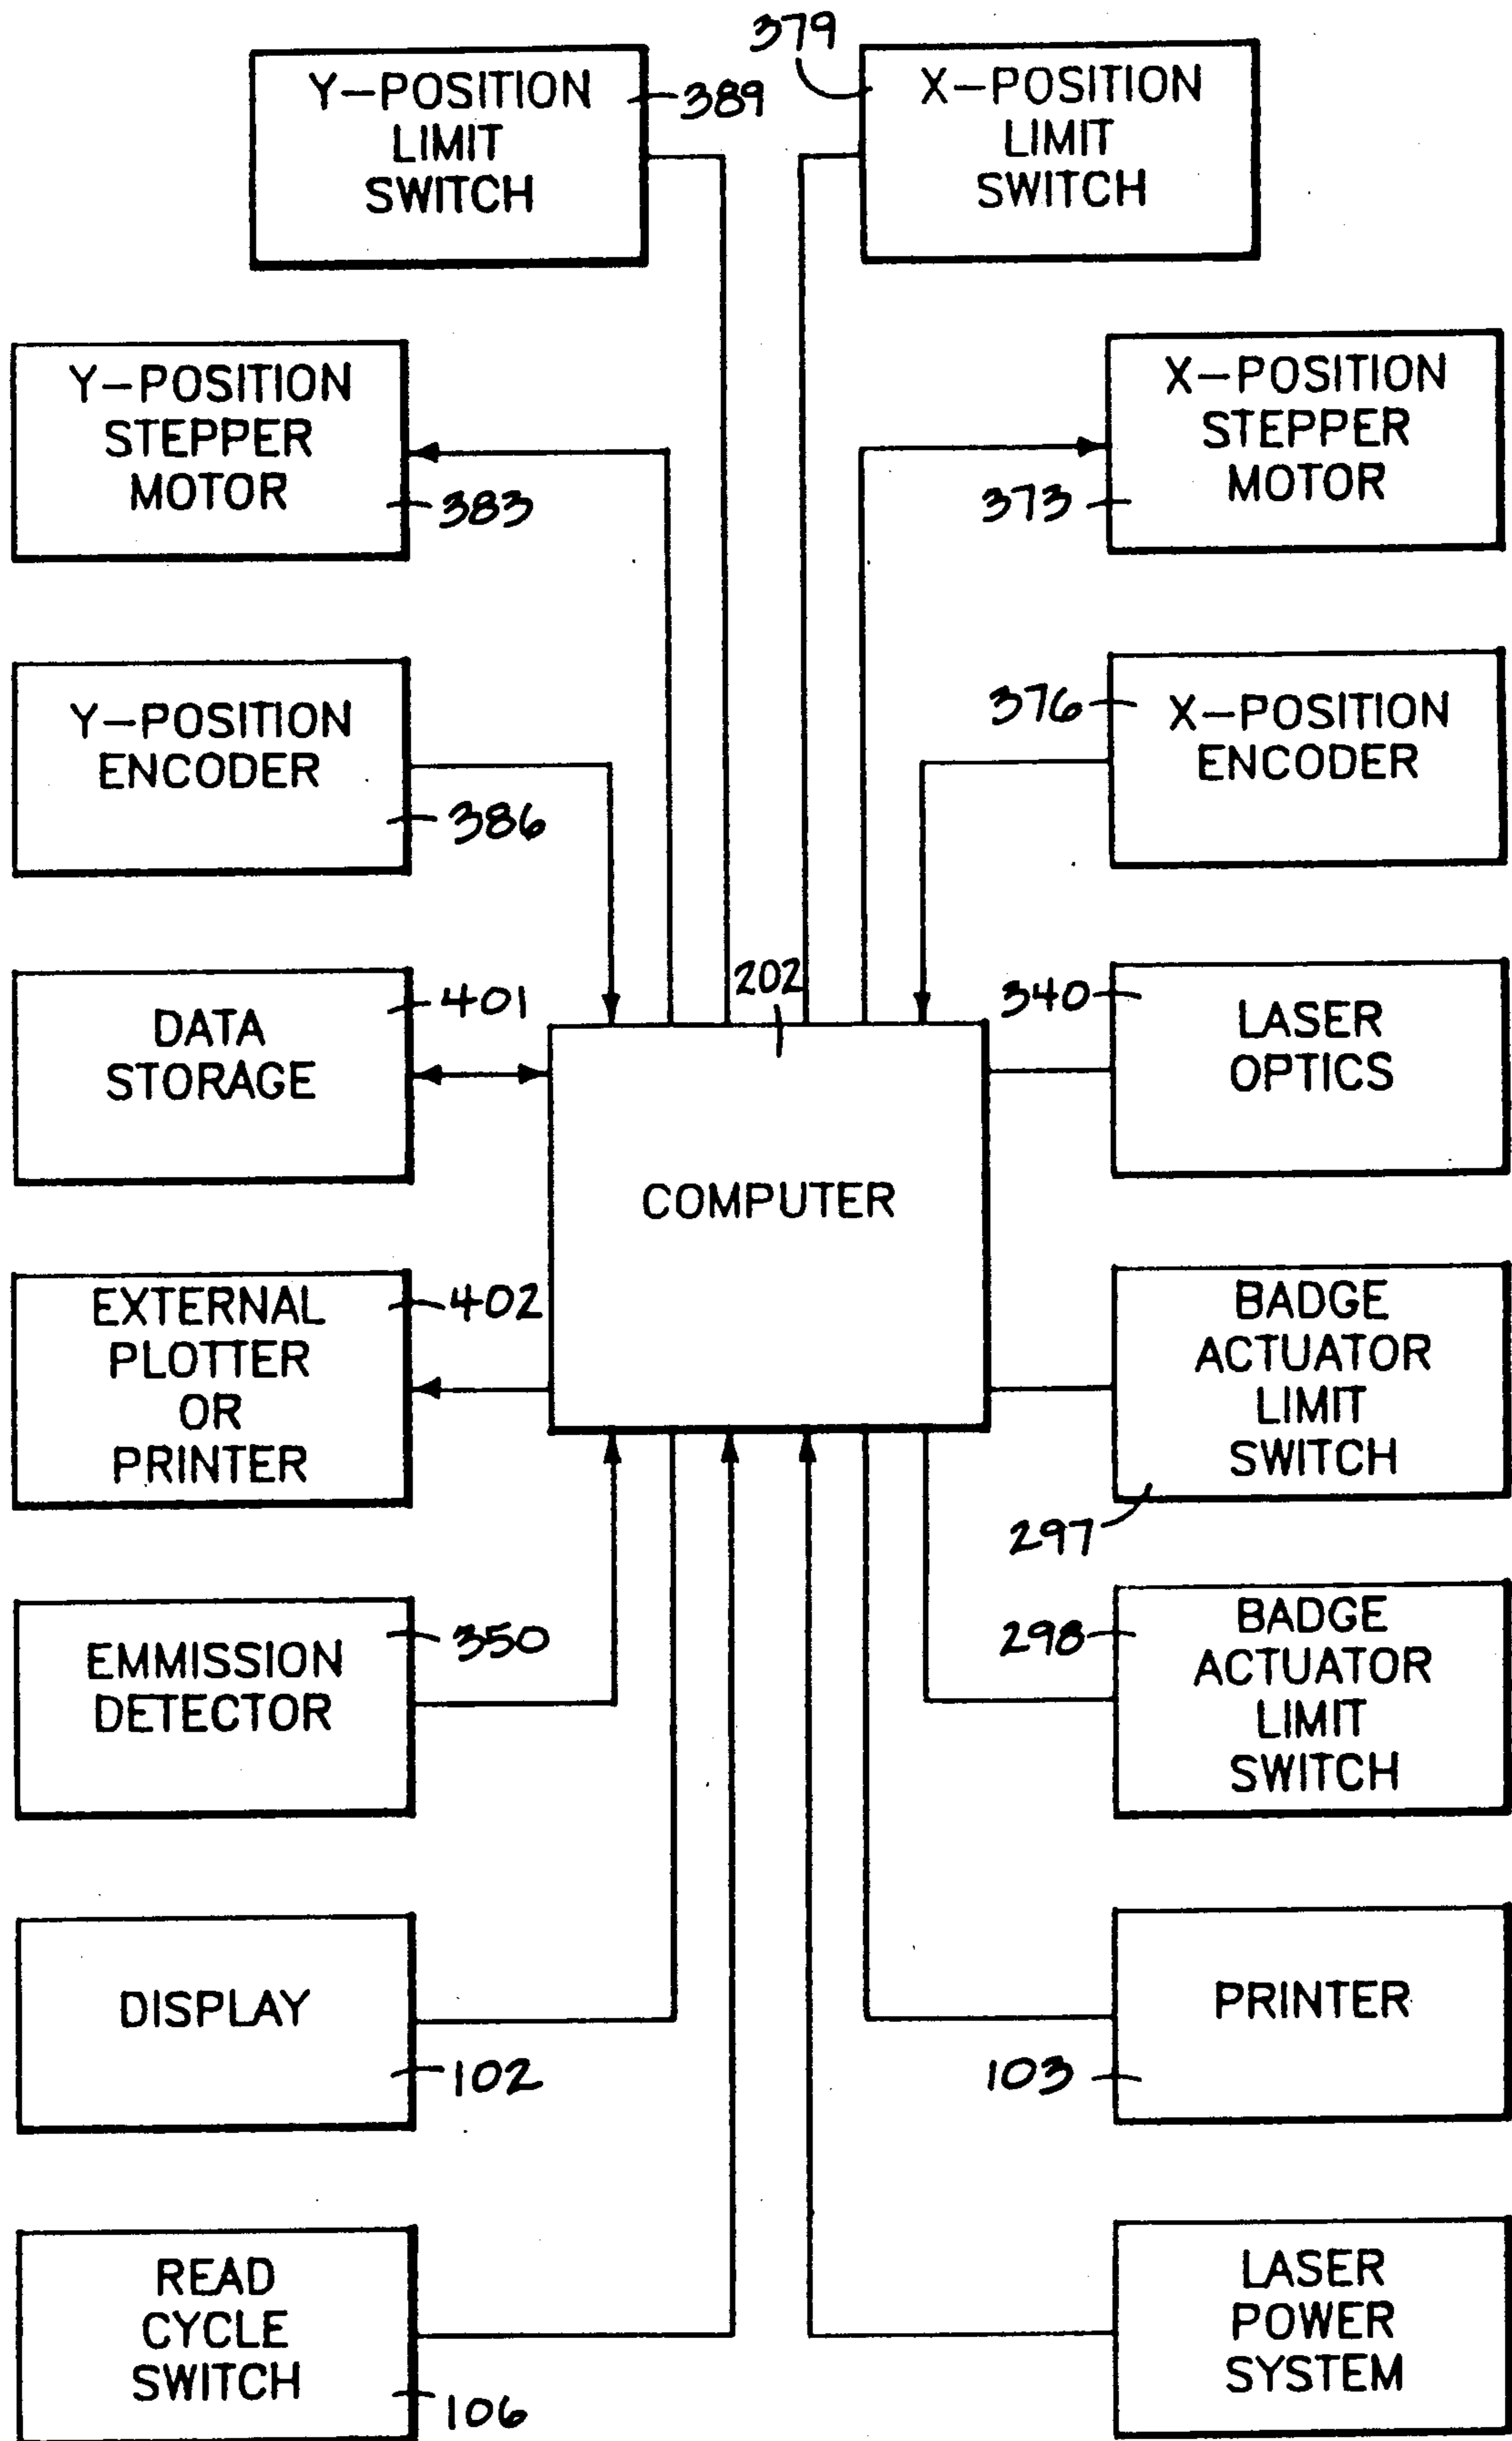 379
Y-POSITION
LIMIT
SWITCH
389
X-POSITION
LIMIT
SWITCH
Y-POSITION
STEPPER
MOTOR
383
X-POSITION
STEPPER
MOTOR
373
Y-POSITION
ENCODER
386
376
X-POSITION
ENCODER
DATA
STORAGE
401
202
COMPUTER
340
LASER
OPTICS
EXTERNAL
PLOTTER
OR
PRINTER
402
BADGE
ACTUATOR
LIMIT
SWITCH
297
EMMISSION
DETECTOR
350
298
BADGE
ACTUATOR
LIMIT
SWITCH
DISPLAY
102
PRINTER
103
READ
CYCLE
SWITCH
106
LASER
POWER
SYSTEM